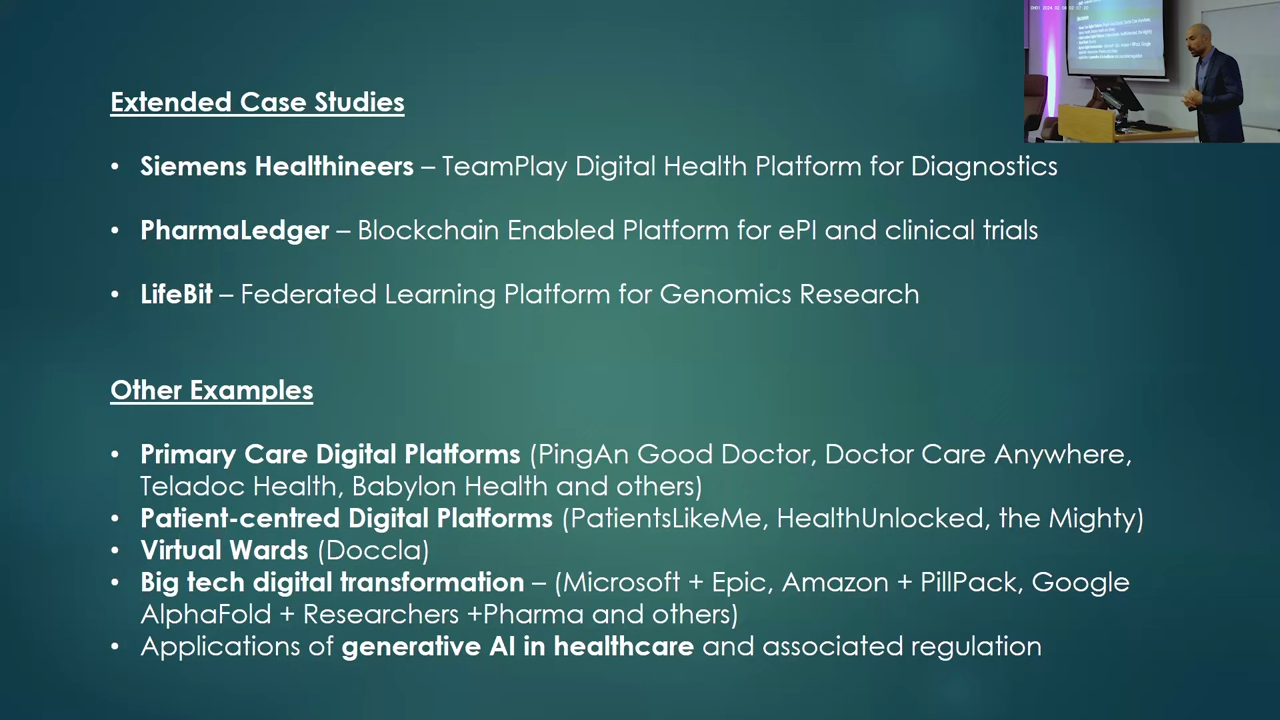 Extended Case Studies
• Siemens Healthineers – TeamPlay Digital Health Platform for Diagnostics
• PharmaLedger – Blockchain Enabled Platform for ePI and clinical trials
• LifeBit – Federated Learning Platform for Genomics Research
Other Examples
• Primary Care Digital Platforms (PingAn Good Doctor, Doctor Care Anywhere,
Teladoc Health, Babylon Health and others)
• Patient-centred Digital Platforms (PatientsLikeMe, HealthUnlocked, the Mighty)
• Virtual Wards (Doccla)
• Big tech digital transformation – (Microsoft + Epic, Amazon + PillPack, Google
AlphaFold + Researchers +Pharma and others)
• Applications of generative AI in healthcare and associated regulation